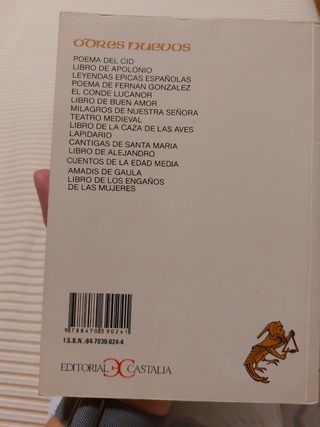 ODRES NUEVOS
POEMA DEL CID
LIBRO DE APOLONIO
LEYENDAS EPICAS ESPAÑOLAS
POEMA DE FERNAN GONZALEZ
EL CONDE LUCANOR
LIBRO DE BUEN AMOR
MILAGROS DE NUESTRA SEÑORA
TEATRO MEDIEVAL
LIBRO DE LA CAZA DE LAS AVES
LAPIDARIO
CANTIGAS DE SANTA MARIA
LIBRO DE ALEJANDRO
CUENTOS DE LA EDAD MEDIA
AMADIS DE GAULA
LIBRO DE LOS ENGAÑOS
DE LAS MUJERES
9788470390241
I.S.B.N.:84-7039-024-4
EDITORIAL CASTALIA